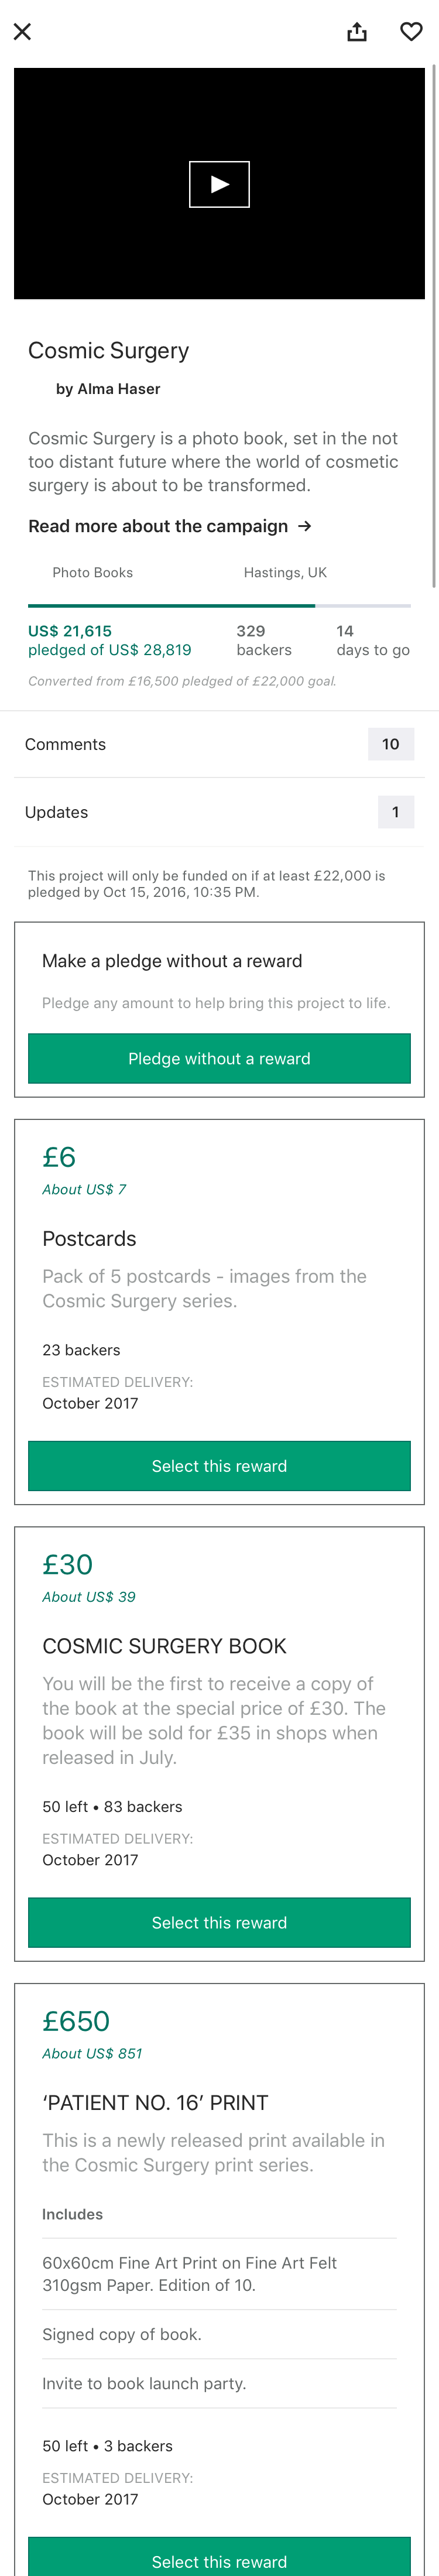 Cosmic Surgery
by Alma Haser
Cosmic Surgery is a photo book, set in the not
too distant future where the world of cosmetic
surgery is about to be transformed.
Read more about the campaign →
Photo Books
Hastings, UK
US$ 21,615
pledged of US$ 28,819
329
backers
14
days to go
Converted from £16,500 pledged of £22,000 goal.
Comments
10
Updates
1
This project will only be funded on if at least £22,000 is
pledged by Oct 15, 2016, 10:35 PM.
Make a pledge without a reward
Pledge any amount to help bring this project to life.
Pledge without a reward
£6
About US$ 7
Postcards
Pack of 5 postcards - images from the
Cosmic Surgery series.
23 backers
ESTIMATED DELIVERY:
October 2017
Select this reward
£30
About US$ 39
COSMIC SURGERY BOOK
You will be the first to receive a copy of
the book at the special price of £30. The
book will be sold for £35 in shops when
released in July.
50 left • 83 backers
ESTIMATED DELIVERY:
October 2017
Select this reward
£650
About US$ 851
‘PATIENT NO. 16’ PRINT
This is a newly released print available in
the Cosmic Surgery print series.
Includes
60x60cm Fine Art Print on Fine Art Felt
310gsm Paper. Edition of 10.
Signed copy of book.
Invite to book launch party.
50 left • 3 backers
ESTIMATED DELIVERY:
October 2017
Select this reward